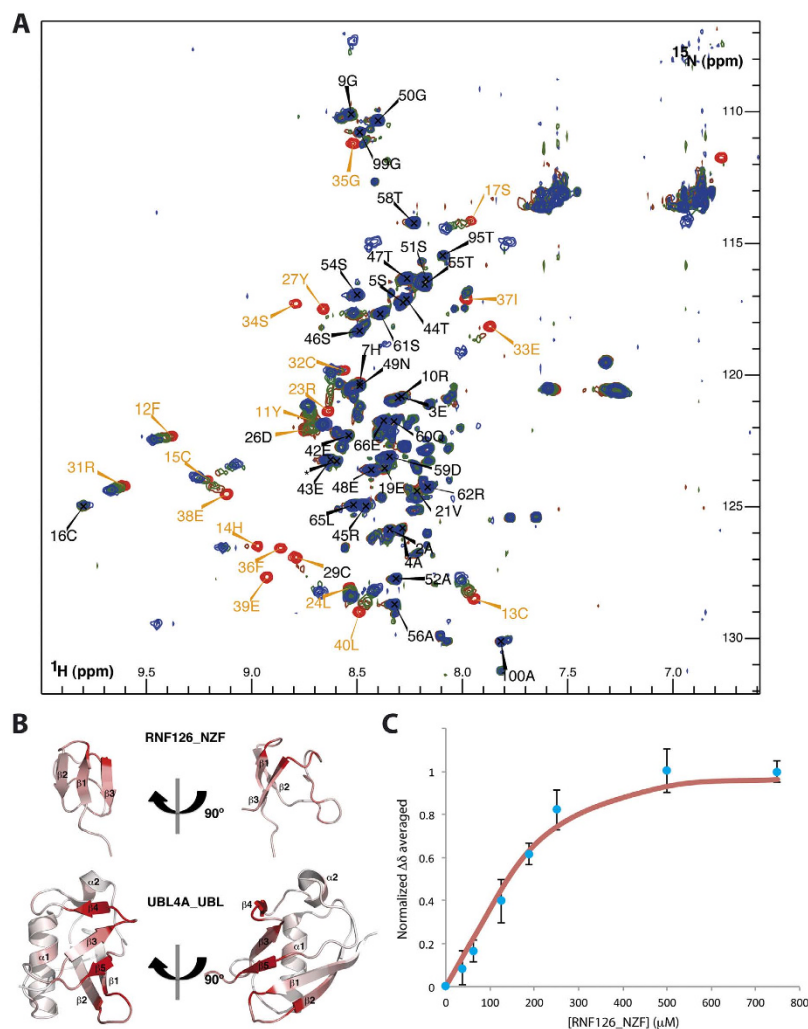 A
15N (ppm)
9G
50G
110
99G
35G
17S
58T
115
95T
51S
47T
55T
54S
27Y
5S
34S
37I
44T
46S
61S
33E
7H
49N
120
32C
10R
23R
3E
12F
11Y
60Q
26D
66E
42E
15C
59D
31R
*
48E
19E
43E
62R
125
38E
21V
16C
65L
45R
14H
2A
4A
36F
29C
52A
39E
24L
13C
40L
56A
130
1H (ppm)
100A
9.5
9.0
8.5
8.0
7.5
7.0
B
RNF126_NZF
β2
β1
β3
90º
β1
β3
β2
UBL4A_UBL
α2
β4
β3
α1
β5
β1
β2
90º
α2
β4
β3
α1
β5
β1
β2
C
Normalized Δδ averaged
1
0.8
0.6
0.4
0.2
0
0
100
200
300
400
500
600
700
800
[RNF126_NZF] (μM)